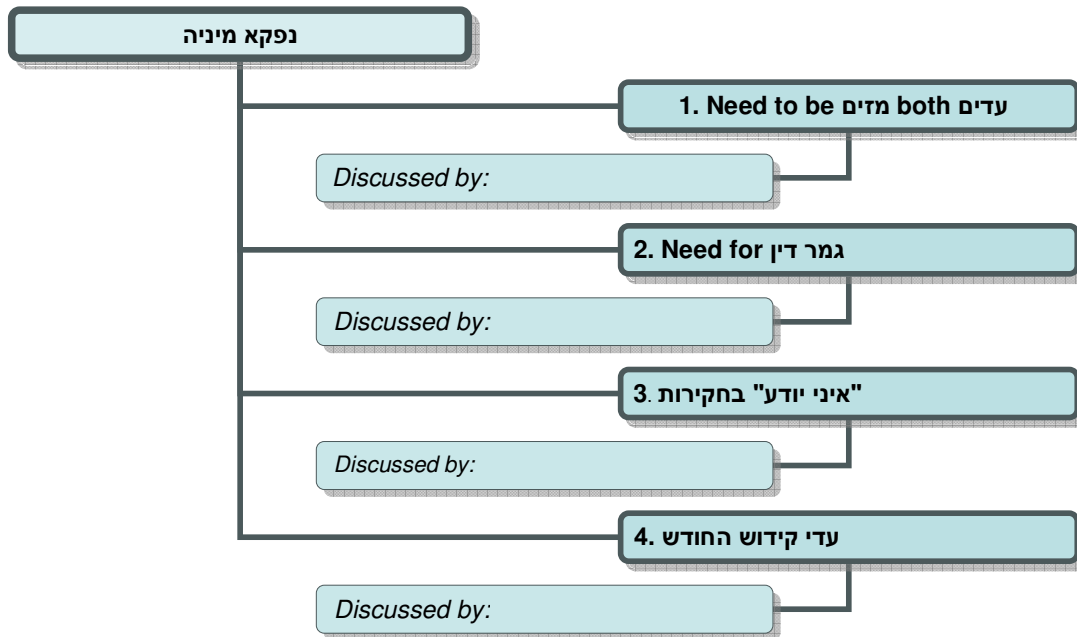 נפקא מיניה
1. Need to be מזים both עדים
Discussed by:
2. Need for גמר דין
Discussed by:
3. "איני יודע" בחקירות
Discussed by:
4. עדי קידוש החודש
Discussed by: